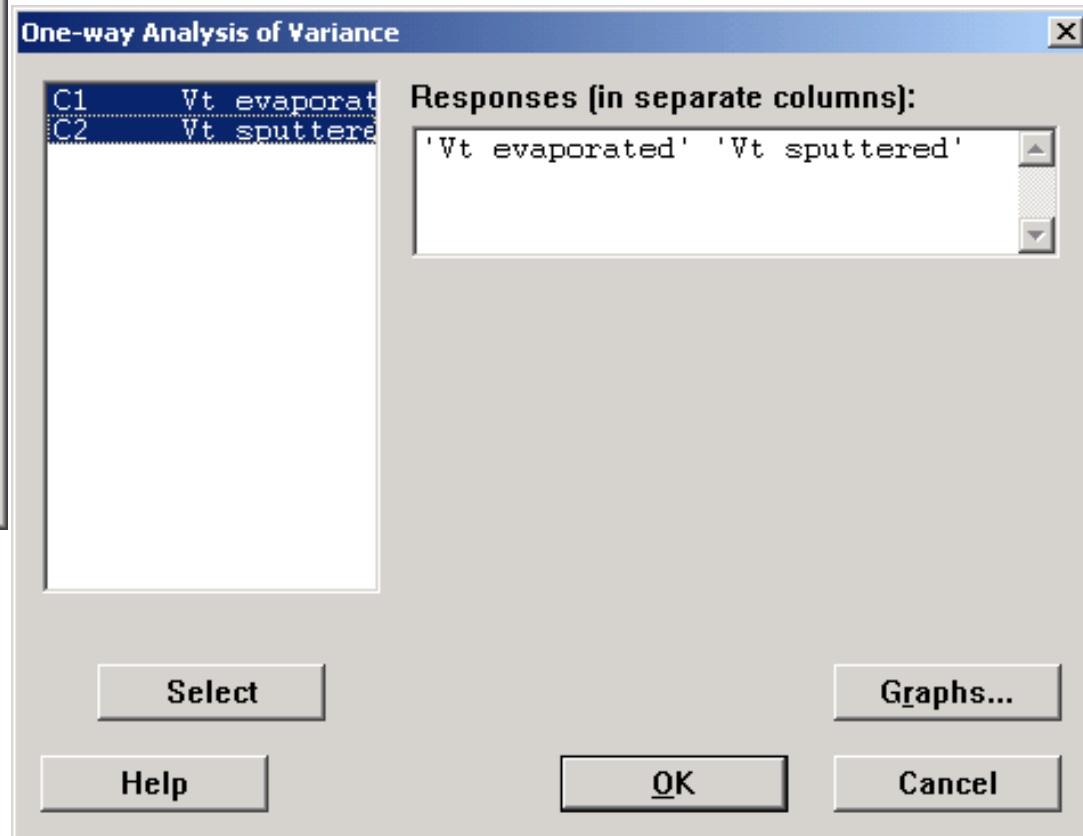 One-way Analysis of Variance
C1 Vt evaporat
C2 Vt sputtere
Responses (in separate columns):
'Vt evaporated' 'Vt sputtered'
Select
Graphs...
Help
OK
Cancel